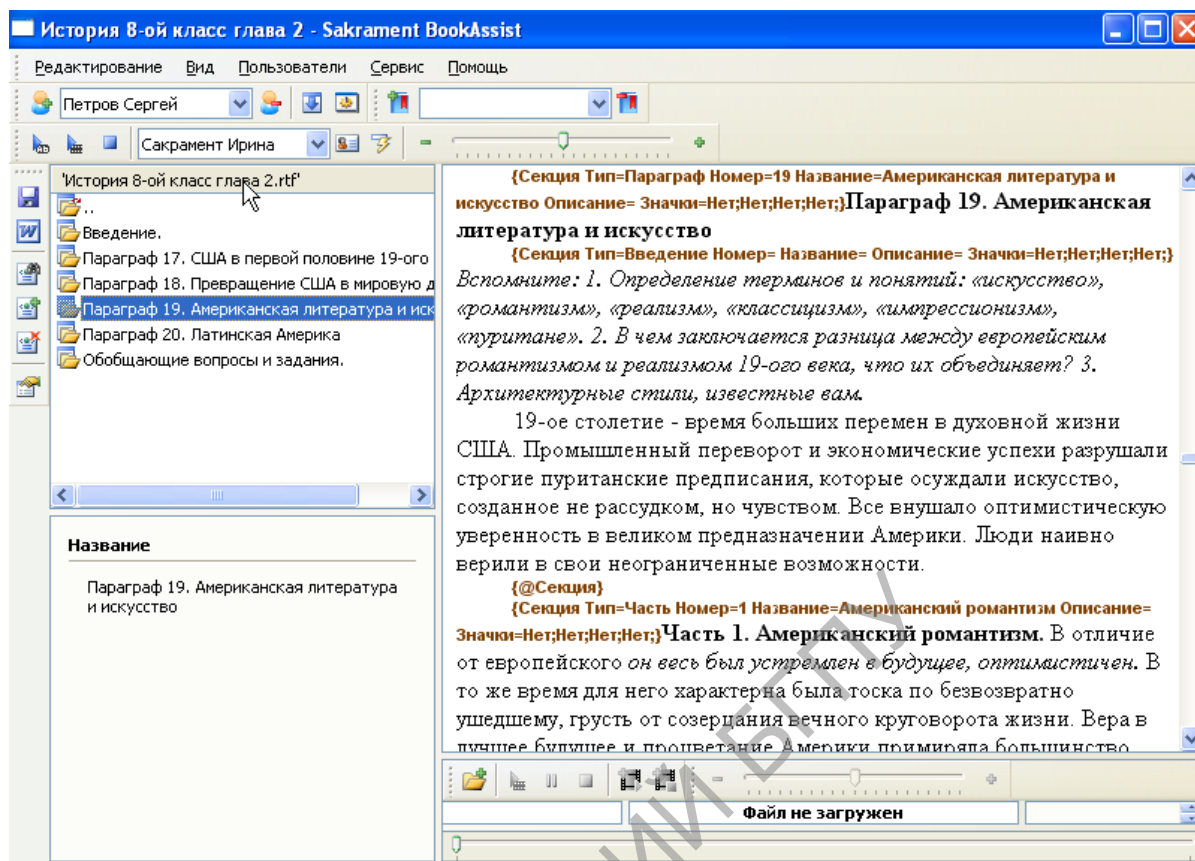 История 8-ой класс глава 2 - Sakrament BookAssist
Редактирование Вид Пользователи Сервис Помощь
Петров Сергей
Сакрамент Ирина
'История 8-ой класс глава 2.rtf'
..
Введение.
Параграф 17. США в первой половине 19-ого
Параграф 18. Превращение США в мировую д
Параграф 19. Американская литература и иск
Параграф 20. Латинская Америка
Обобщающие вопросы и задания.
Название
Параграф 19. Американская литература
и искусство
{Секция Тип=Параграф Номер=19 Название=Американская литература и
искусство Описание= Значки=Нет;Нет;Нет;Нет;}Параграф 19. Американская
литература и искусство
{Секция Тип=Введение Номер= Название= Описание= Значки=Нет;Нет;Нет;Нет;}
Вспомните: 1. Определение терминов и понятий: «искусство»,
«романтизм», «реализм», «классицизм», «импрессионизм»,
«пуритане». 2. В чем заключается разница между европейским
романтизмом и реализмом 19-ого века, что их объединяет? 3.
Архитектурные стили, известные вам.
19-ое столетие - время больших перемен в духовной жизни
США. Промышленный переворот и экономические успехи разрушали
строгие пуританские предписания, которые осуждали искусство,
созданное не рассудком, но чувством. Все внушало оптимистическую
уверенность в великом предназначении Америки. Люди наивно
верили в свои неограниченные возможности.
{@Секция}
{Секция Тип=Часть Номер=1 Название=Американский романтизм Описание=
Значки=Нет;Нет;Нет;Нет;}Часть 1. Американский романтизм. В отличие
от европейского он весь был устремлен в будущее, оптимистичен. В
то же время для него характерна была тоска по безвозвратно
ушедшему, грусть от созерцания вечного круговорота жизни. Вера в
лучшее будущее и процветание Америки примиряла большинство
Файл не загружен
ИЙ БГПУ